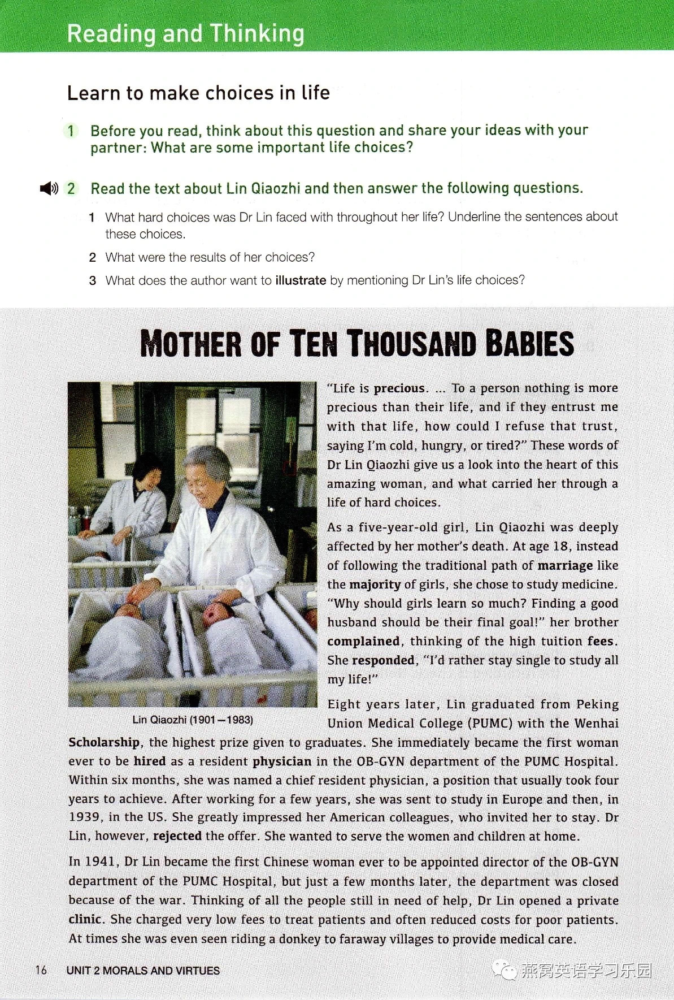 Reading and Thinking
Learn to make choices in life
1 Before you read, think about this question and share your ideas with your
partner: What are some important life choices?
2 Read the text about Lin Qiaozhi and then answer the following questions.
1 What hard choices was Dr Lin faced with throughout her life? Underline the sentences about
these choices.
2 What were the results of her choices?
3 What does the author want to illustrate by mentioning Dr Lin's life choices?
MOTHER OF TEN THOUSAND BABIES
“Life is precious. ... To a person nothing is more
precious than their life, and if they entrust me
with that life, how could I refuse that trust,
saying I'm cold, hungry, or tired?” These words of
Dr Lin Qiaozhi give us a look into the heart of this
amazing woman, and what carried her through a
life of hard choices.
As a five-year-old girl, Lin Qiaozhi was deeply
affected by her mother's death. At age 18, instead
of following the traditional path of marriage like
the majority of girls, she chose to study medicine.
“Why should girls learn so much? Finding a good
husband should be their final goal!” her brother
complained, thinking of the high tuition fees.
She responded, “I'd rather stay single to study all
my life!”
Eight years later, Lin graduated from Peking
Union Medical College (PUMC) with the Wenhai
Lin Qiaozhi (1901–1983)
Scholarship, the highest prize given to graduates. She immediately became the first woman
ever to be hired as a resident physician in the OB-GYN department of the PUMC Hospital.
Within six months, she was named a chief resident physician, a position that usually took four
years to achieve. After working for a few years, she was sent to study in Europe and then, in
1939, in the US. She greatly impressed her American colleagues, who invited her to stay. Dr
Lin, however, rejected the offer. She wanted to serve the women and children at home.
In 1941, Dr Lin became the first Chinese woman ever to be appointed director of the OB-GYN
department of the PUMC Hospital, but just a few months later, the department was closed
because of the war. Thinking of all the people still in need of help, Dr Lin opened a private
clinic. She charged very low fees to treat patients and often reduced costs for poor patients.
At times she was even seen riding a donkey to faraway villages to provide medical care.
16 UNIT 2 MORALS AND VIRTUES
燕窝英语学习乐园